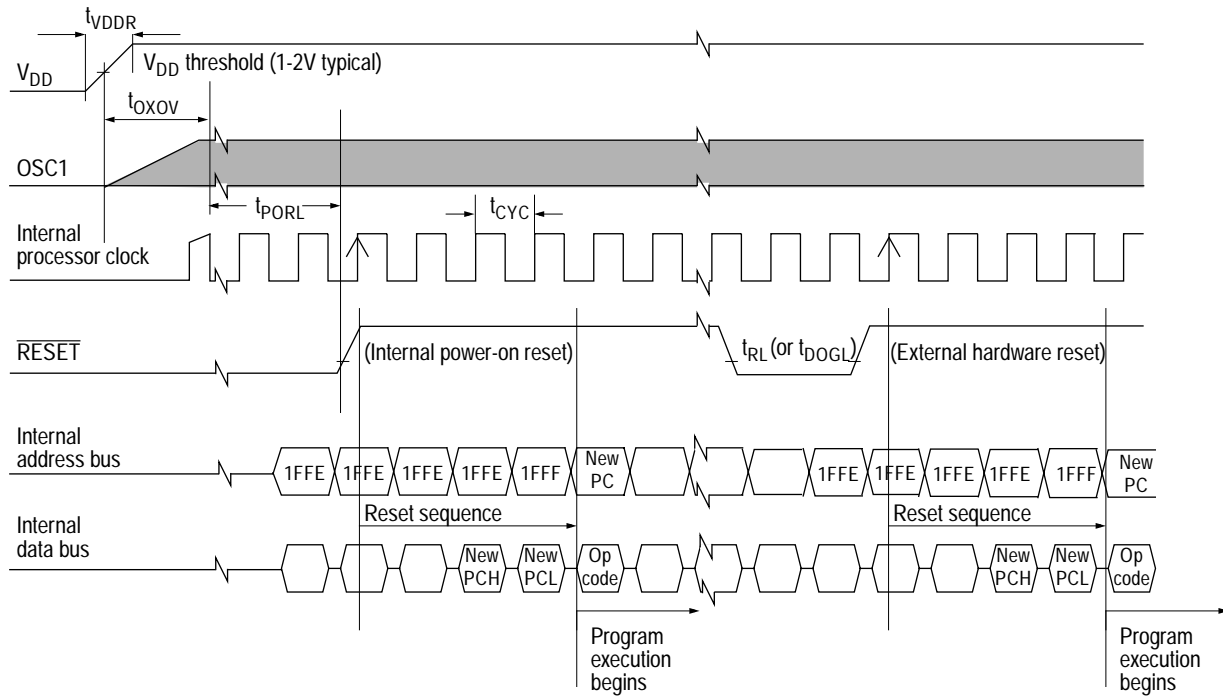 tVDDR
VDD
VDD threshold (1-2V typical)
tOXOV
OSC1
tPORL
tCYC
Internal
processor clock
RESET
(Internal power-on reset)
tRL (or tDOGL)
(External hardware reset)
Internal
address bus
1FFE 1FFE 1FFE 1FFE 1FFF New PC 1FFE 1FFE 1FFE 1FFE 1FFF New PC
Reset sequence Reset sequence
Internal
data bus
New PCH New PCL Op code New PCH New PCL Op code
Program
execution
begins
Program
execution
begins